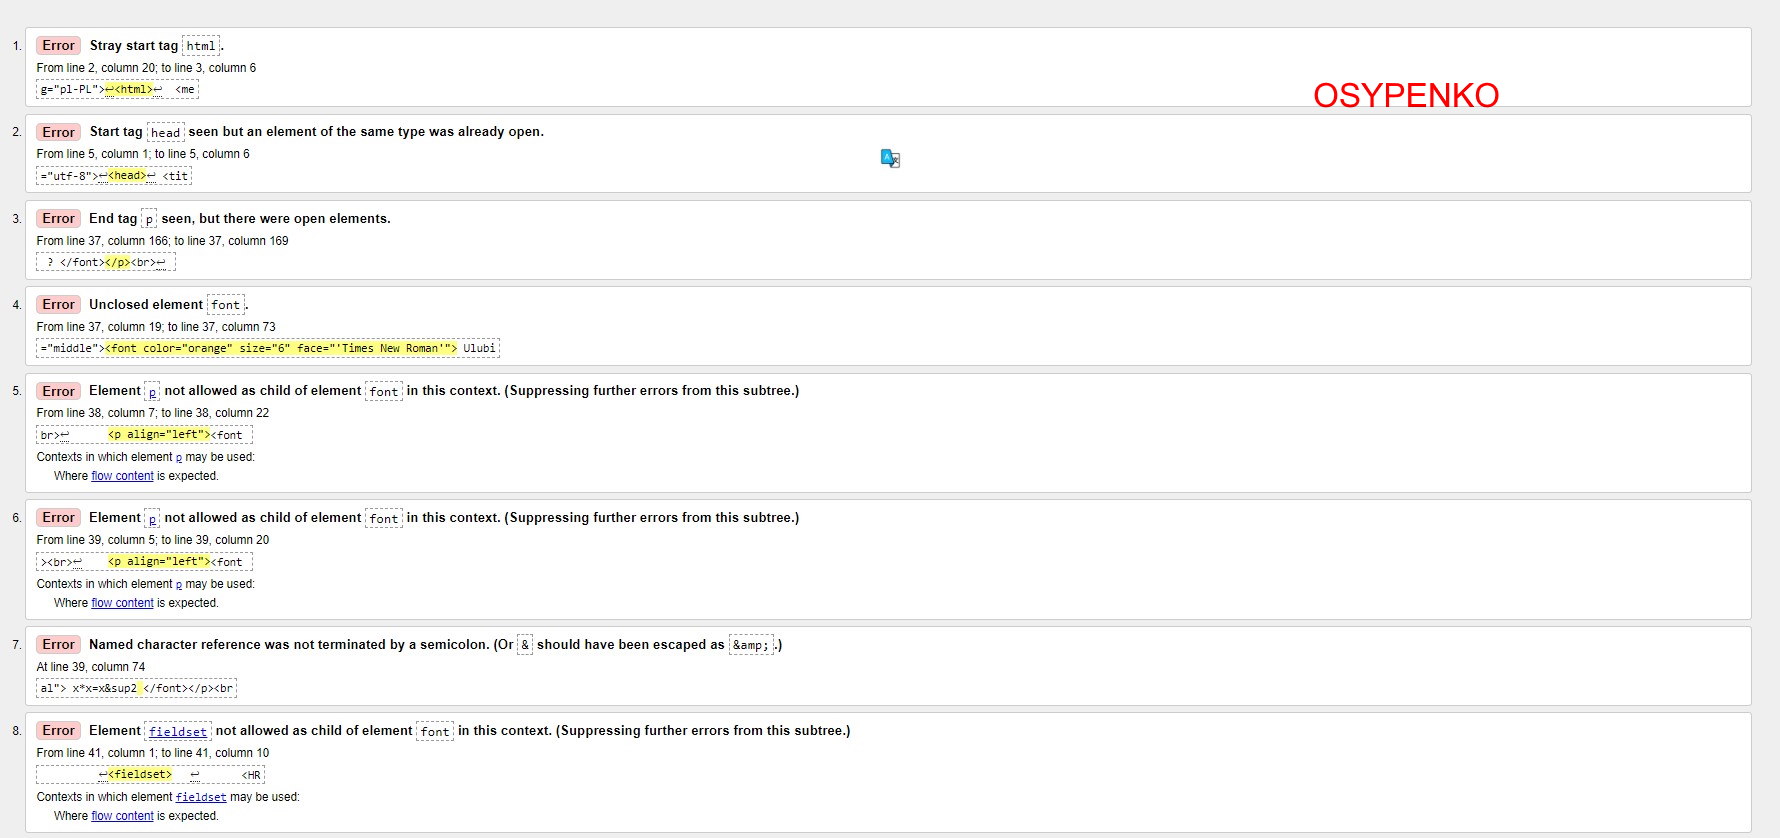 1. Error Stray start tag html.
From line 2, column 20; to line 3, column 6
g="pl-PL">↩<html>↩ <me
OSYPENKO
2. Error Start tag head seen but an element of the same type was already open.
From line 5, column 1; to line 5, column 6
="utf-8">↩<head>↩ <tit
3. Error End tag p seen, but there were open elements.
From line 37, column 166; to line 37, column 169
? </font></p><br>↩
4. Error Unclosed element font.
From line 37, column 19; to line 37, column 73
="middle"><font color="orange" size="6" face="'Times New Roman'"> Ulubi
5. Error Element p not allowed as child of element font in this context. (Suppressing further errors from this subtree.)
From line 38, column 7; to line 38, column 22
br>↩ <p align="left"><font
Contexts in which element p may be used:
Where flow content is expected.
6. Error Element p not allowed as child of element font in this context. (Suppressing further errors from this subtree.)
From line 39, column 5; to line 39, column 20
><br>↩ <p align="left"><font
Contexts in which element p may be used:
Where flow content is expected.
7. Error Named character reference was not terminated by a semicolon. (Or & should have been escaped as &amp;.)
At line 39, column 74
al"> x*x=x&sup2 </font></p><br
8. Error Element fieldset not allowed as child of element font in this context. (Suppressing further errors from this subtree.)
From line 41, column 1; to line 41, column 10
↩<fieldset> ↩ <HR
Contexts in which element fieldset may be used:
Where flow content is expected.